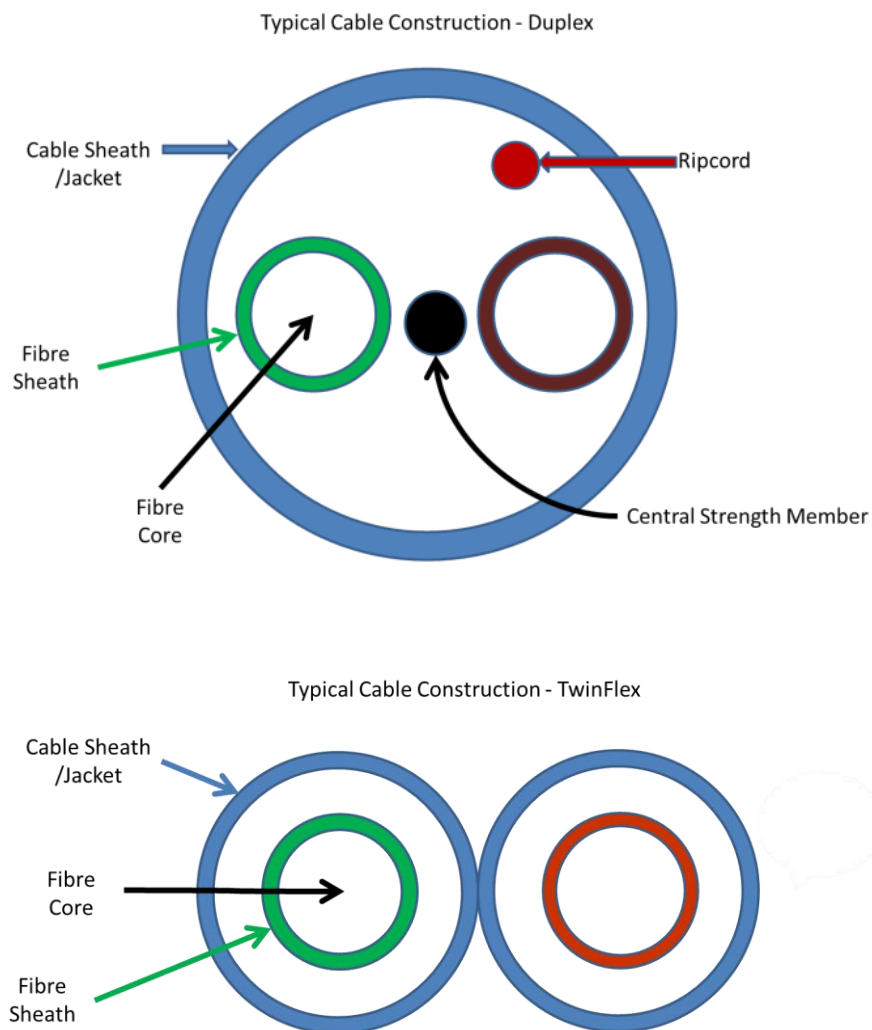 Typical Cable Construction - Duplex
Cable Sheath
/Jacket
Ripcord
Fibre
Sheath
Fibre
Core
Central Strength Member
Typical Cable Construction - TwinFlex
Cable Sheath
/Jacket
Fibre
Core
Fibre
Sheath